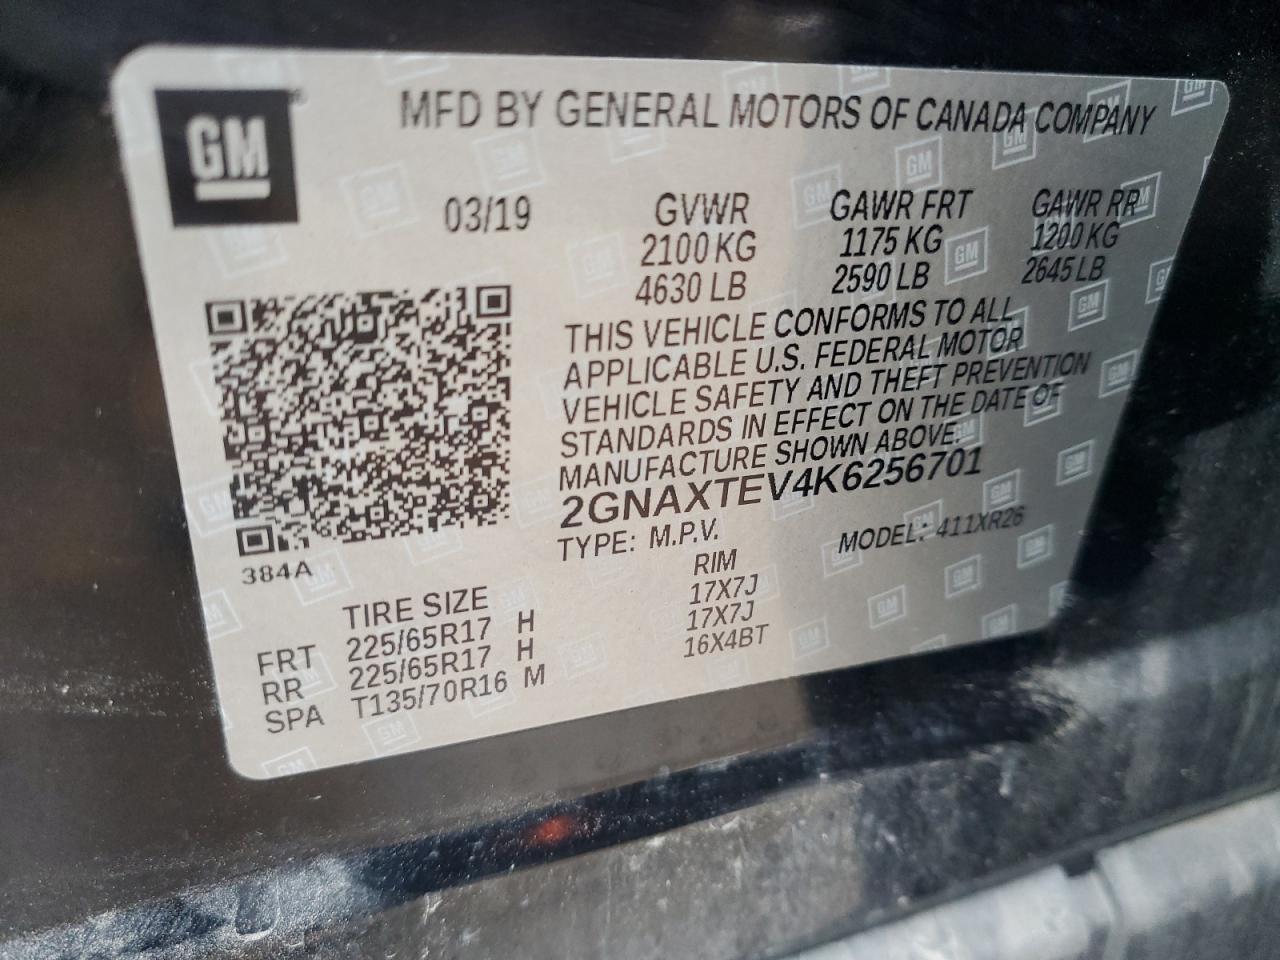 GM
MFD BY GENERAL MOTORS OF CANADA COMPANY
03/19 GVWR GAWR FRT GAWR RR
2100 KG 1175 KG 1200 KG
4630 LB 2590 LB 2645 LB
THIS VEHICLE CONFORMS TO ALL
APPLICABLE U.S. FEDERAL MOTOR
VEHICLE SAFETY AND THEFT PREVENTION
STANDARDS IN EFFECT ON THE DATE OF
MANUFACTURE SHOWN ABOVE.
2GNAXTEV4K6256701
TYPE: M.P.V. MODEL: 411XR26
384A
TIRE SIZE RIM
FRT 225/65R17 H 17X7J
RR 225/65R17 H 17X7J
SPA T135/70R16 M 16X4BT